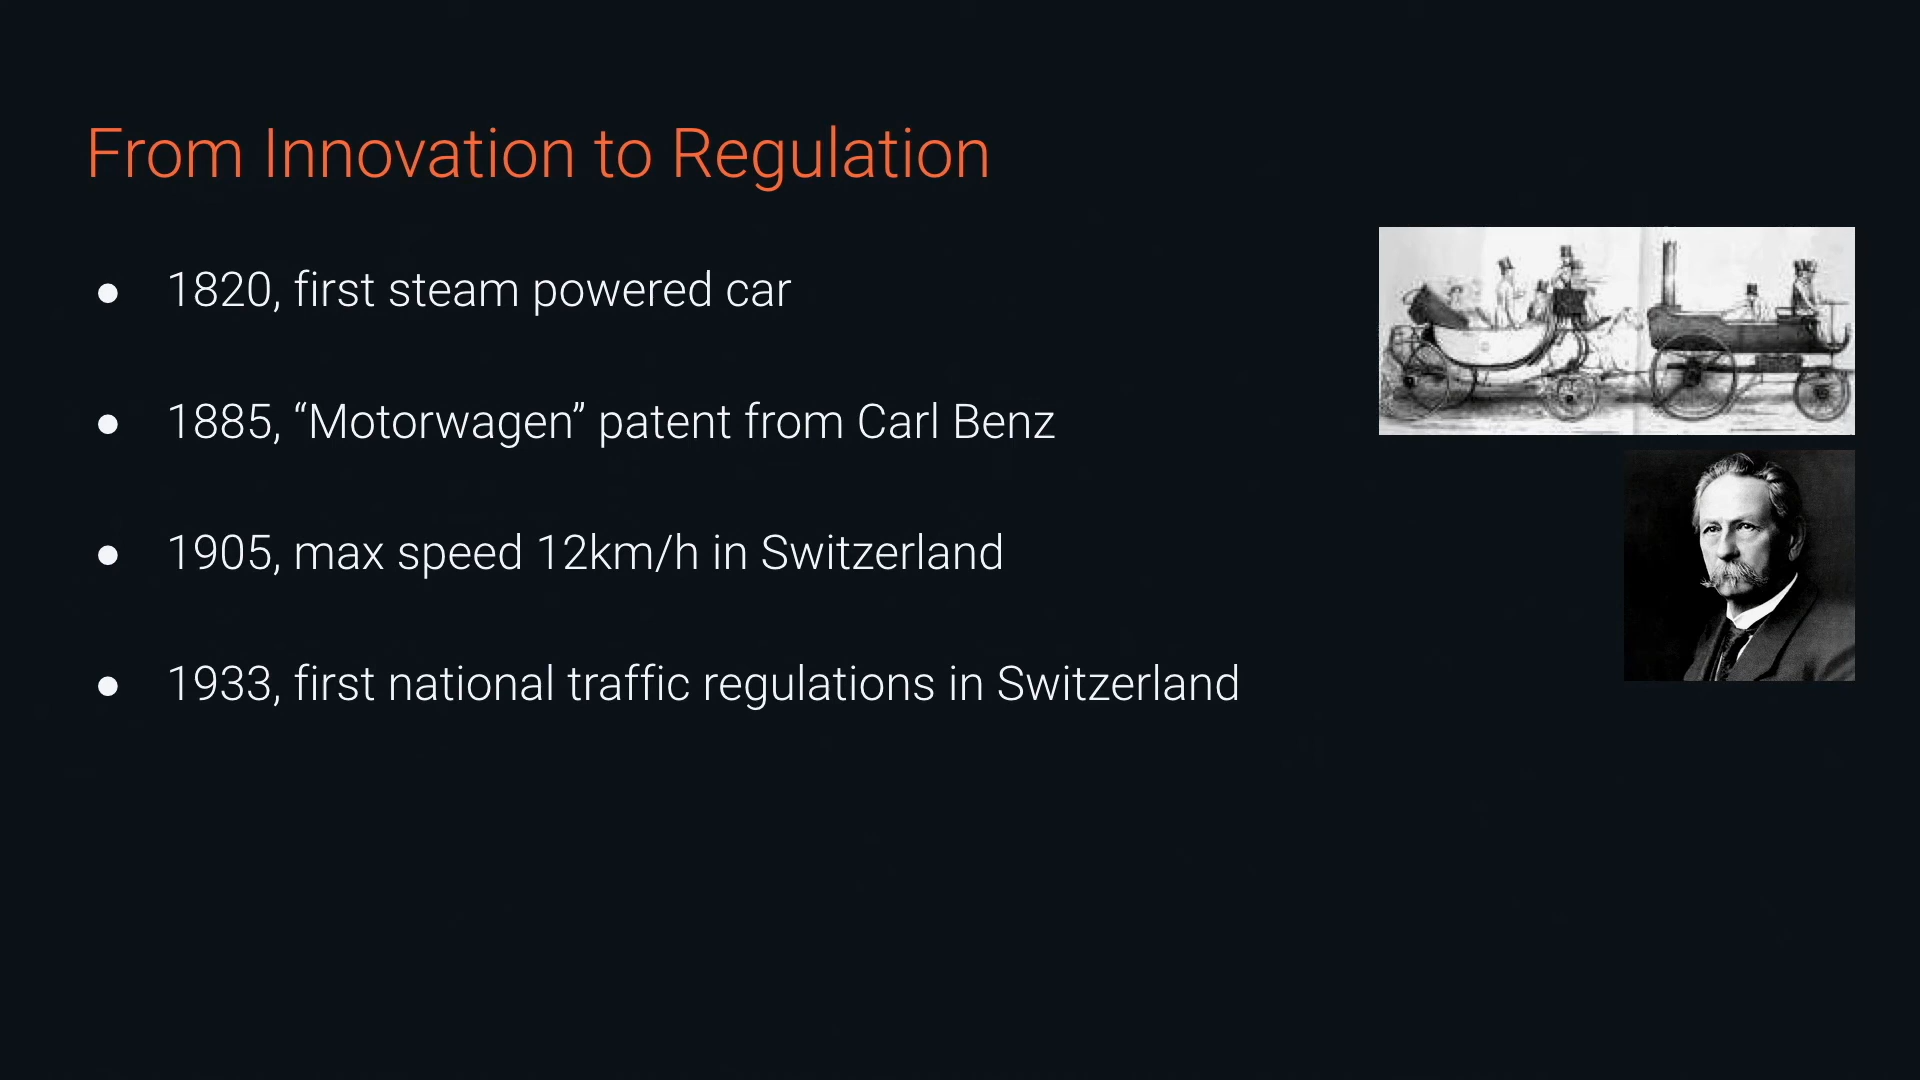 From Innovation to Regulation
● 1820, first steam powered car
● 1885, “Motorwagen” patent from Carl Benz
● 1905, max speed 12km/h in Switzerland
● 1933, first national traffic regulations in Switzerland